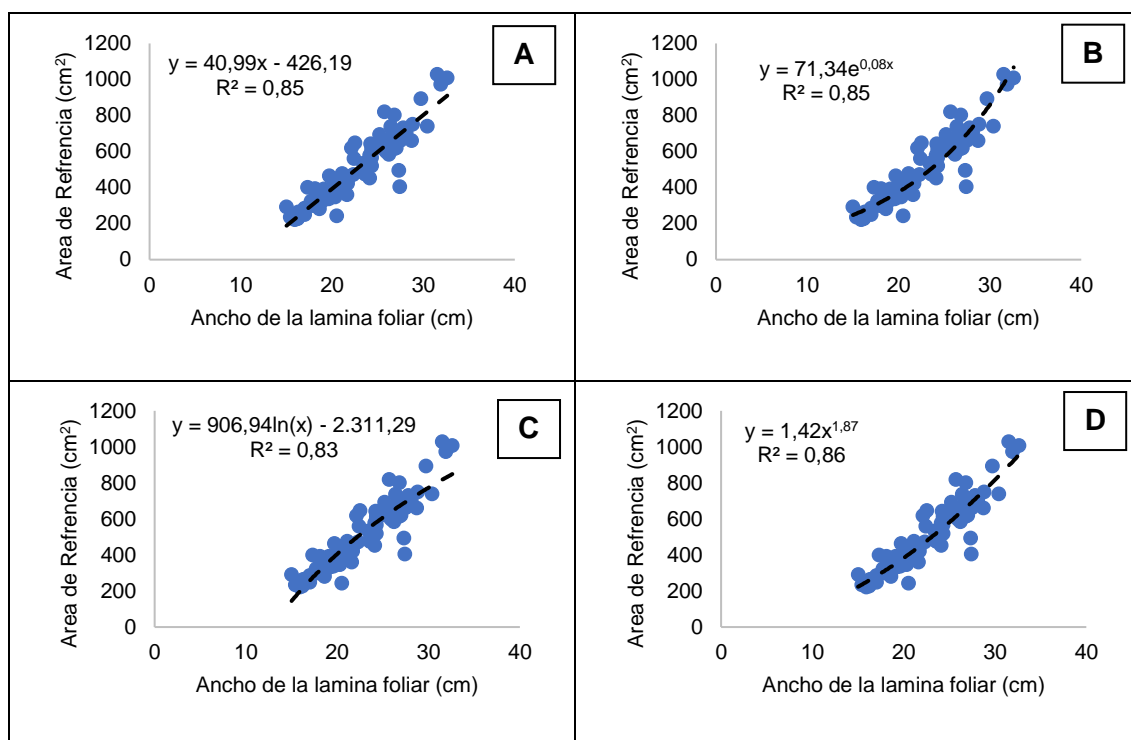 A
y = 40,99x - 426,19
R² = 0,85
Area de Refrencia (cm²)
1200
1000
800
600
400
200
0
0 10 20 30 40
Ancho de la lamina foliar (cm)
B
y = 71,34e^0,08x
R² = 0,85
Area de Refrencia (cm²)
1200
1000
800
600
400
200
0
0 10 20 30 40
Ancho de la lamina foliar (cm)
C
y = 906,94ln(x) - 2.311,29
R² = 0,83
Area de Refrencia (cm²)
1200
1000
800
600
400
200
0
0 10 20 30 40
Ancho de la lamina foliar (cm)
D
y = 1,42x^1,87
R² = 0,86
Area de Refrencia (cm²)
1200
1000
800
600
400
200
0
0 10 20 30 40
Ancho de la lamina foliar (cm)